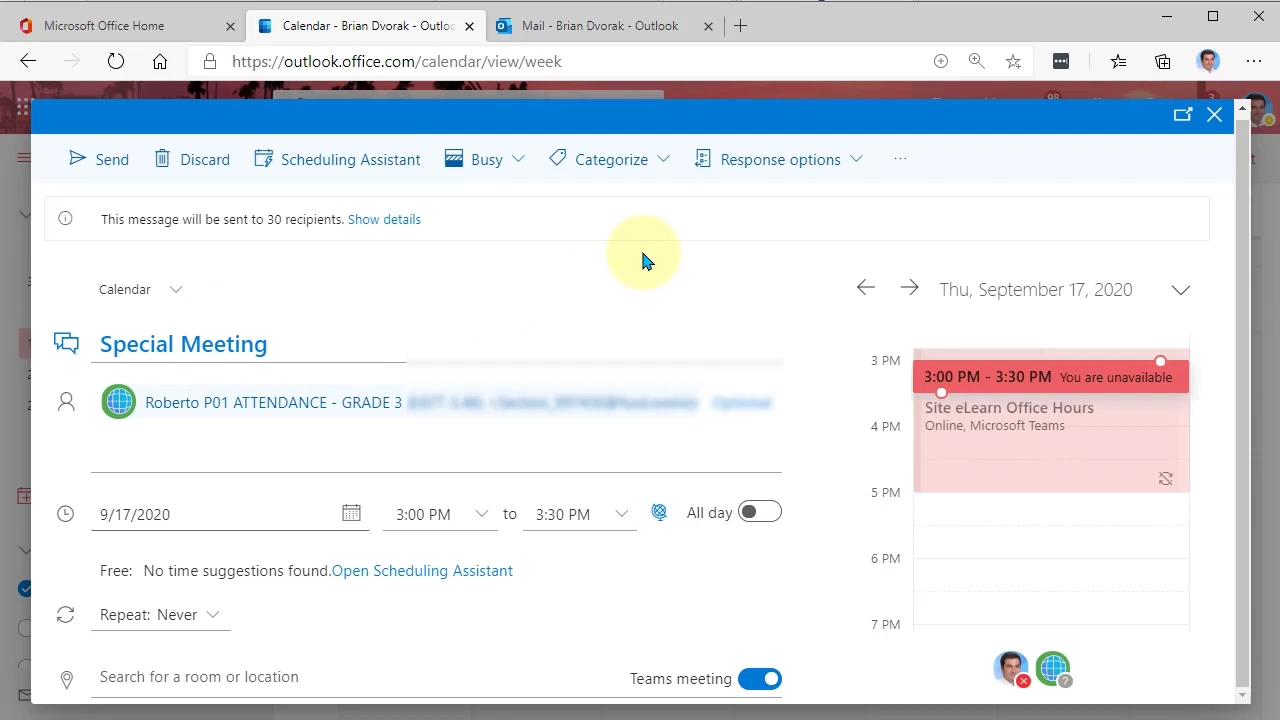 Microsoft Office Home
Calendar - Brian Dvorak - Outlo
Mail - Brian Dvorak - Outlook
https://outlook.office.com/calendar/view/week
98
3
Send
Discard
Scheduling Assistant
Busy
Categorize
Response options
This message will be sent to 30 recipients. Show details
Calendar
Thu, September 17, 2020
Special Meeting
Roberto P01 ATTENDANCE - GRADE 3
Optional
9/17/2020
3:00 PM to 3:30 PM
All day
Free: No time suggestions found. Open Scheduling Assistant
Repeat: Never
Search for a room or location
Teams meeting
3 PM
3:00 PM - 3:30 PM You are unavailable
Site eLearn Office Hours
4 PM
Online, Microsoft Teams
5 PM
6 PM
7 PM